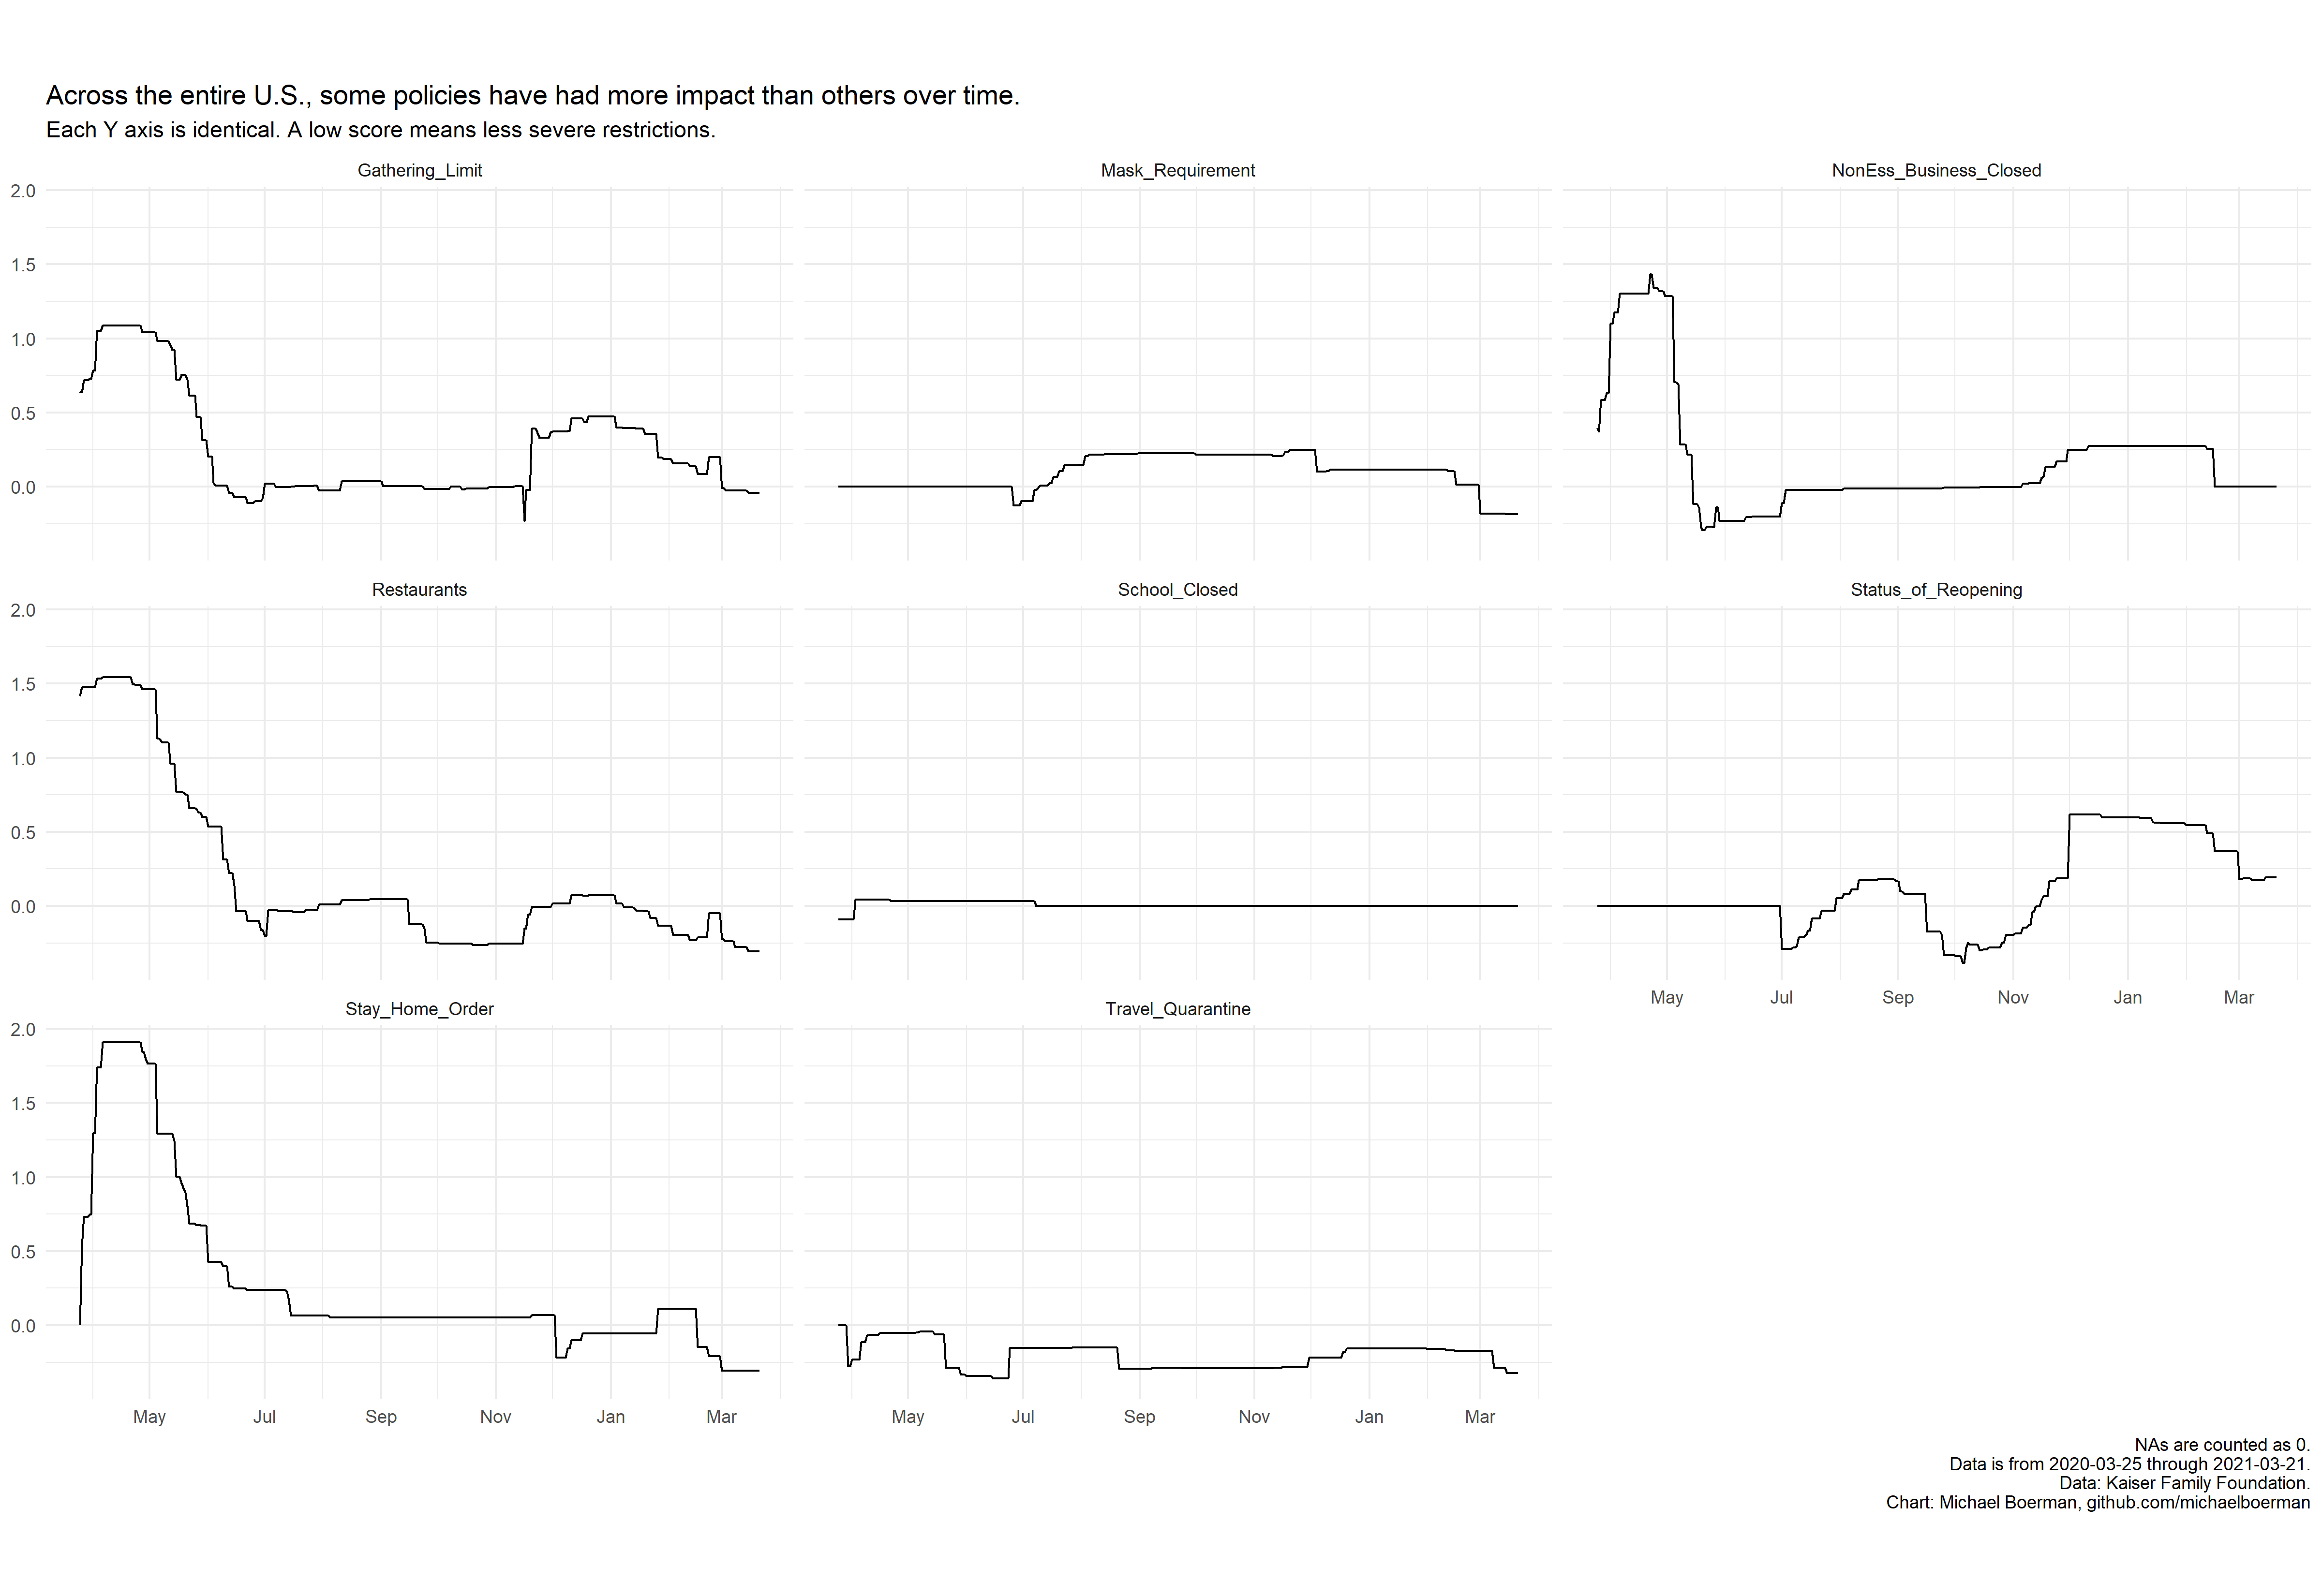 Across the entire U.S., some policies have had more impact than others over time.
Each Y axis is identical. A low score means less severe restrictions.
Gathering_Limit Mask_Requirement NonEss_Business_Closed
2.0
1.5
1.0
0.5
0.0
Restaurants School_Closed Status_of_Reopening
2.0
1.5
1.0
0.5
0.0
May Jul Sep Nov Jan Mar
Stay_Home_Order Travel_Quarantine
2.0
1.5
1.0
0.5
0.0
May Jul Sep Nov Jan Mar May Jul Sep Nov Jan Mar
NAs are counted as 0.
Data is from 2020-03-25 through 2021-03-21.
Data: Kaiser Family Foundation.
Chart: Michael Boerman, github.com/michaelboerman